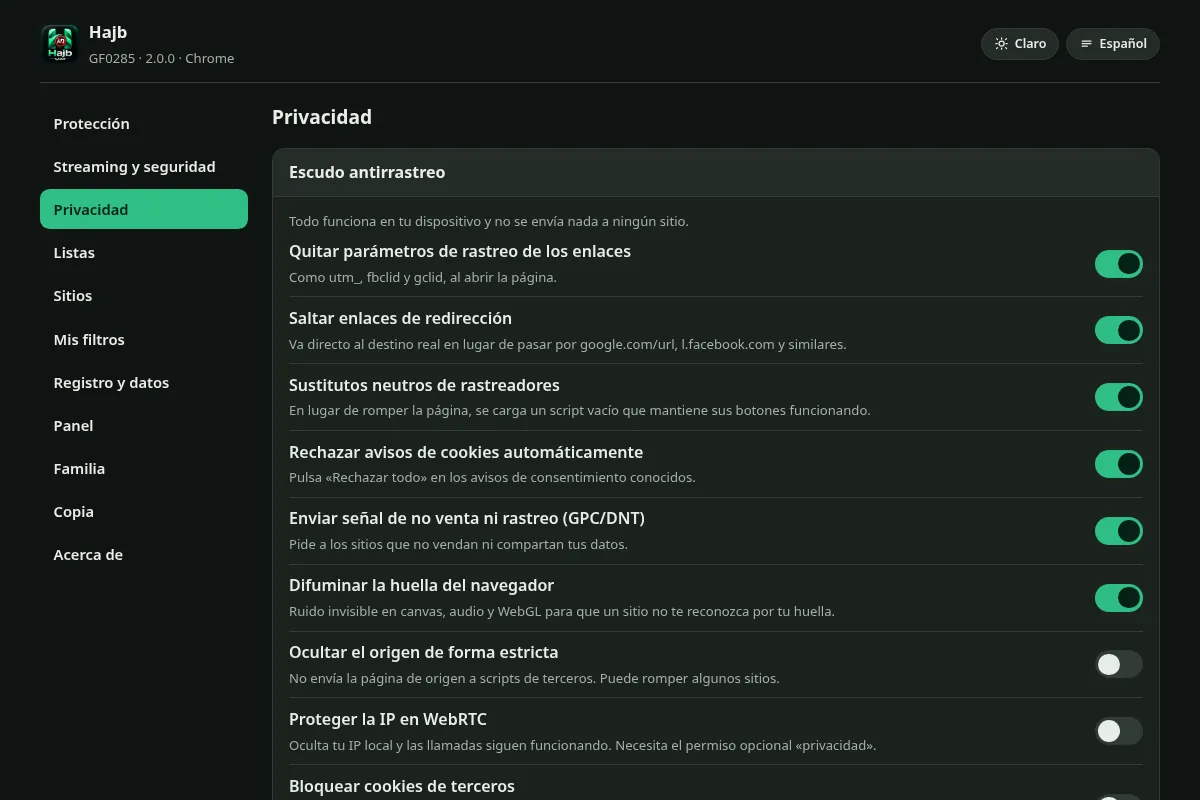 Hajb
Hajb
GF0285 · 2.0.0 · Chrome
Claro
Español
Protección
Streaming y seguridad
Privacidad
Listas
Sitios
Mis filtros
Registro y datos
Panel
Familia
Copia
Acerca de
Privacidad
Escudo antirrastreo
Todo funciona en tu dispositivo y no se envía nada a ningún sitio.
Quitar parámetros de rastreo de los enlaces
Como utm_, fbclid y gclid, al abrir la página.
Saltar enlaces de redirección
Va directo al destino real en lugar de pasar por google.com/url, l.facebook.com y similares.
Sustitutos neutros de rastreadores
En lugar de romper la página, se carga un script vacío que mantiene sus botones funcionando.
Rechazar avisos de cookies automáticamente
Pulsa «Rechazar todo» en los avisos de consentimiento conocidos.
Enviar señal de no venta ni rastreo (GPC/DNT)
Pide a los sitios que no vendan ni compartan tus datos.
Difuminar la huella del navegador
Ruido invisible en canvas, audio y WebGL para que un sitio no te reconozca por tu huella.
Ocultar el origen de forma estricta
No envía la página de origen a scripts de terceros. Puede romper algunos sitios.
Proteger la IP en WebRTC
Oculta tu IP local y las llamadas siguen funcionando. Necesita el permiso opcional «privacidad».
Bloquear cookies de terceros